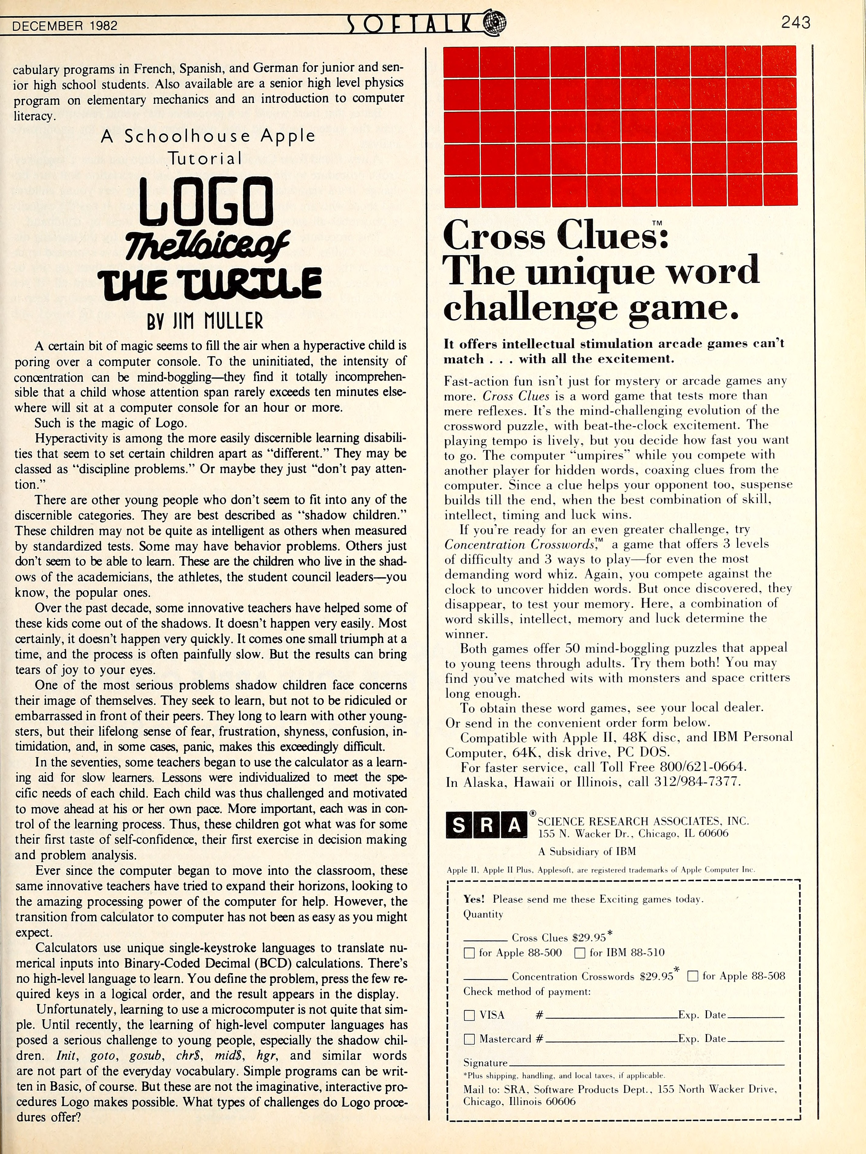 DECEMBER 1982
SOFTALK
243
cabulary programs in French, Spanish, and German for junior and sen-
ior high school students. Also available are a senior high level physics
program on elementary mechanics and an introduction to computer
literacy.
A Schoolhouse Apple
Tutorial
LOGO
The Voice of
THE TURTLE
BY JIM MULLER
A certain bit of magic seems to fill the air when a hyperactive child is
poring over a computer console. To the uninitiated, the intensity of
concentration can be mind-boggling—they find it totally incomprehen-
sible that a child whose attention span rarely exceeds ten minutes else-
where will sit at a computer console for an hour or more.
Such is the magic of Logo.
Hyperactivity is among the more easily discernible learning disabili-
ties that seem to set certain children apart as “different.” They may be
classed as “discipline problems.” Or maybe they just “don’t pay atten-
tion.”
There are other young people who don’t seem to fit into any of the
discernible categories. They are best described as “shadow children.”
These children may not be quite as intelligent as others when measured
by standardized tests. Some may have behavior problems. Others just
don’t seem to be able to learn. These are the children who live in the shad-
ows of the academicians, the athletes, the student council leaders—you
know, the popular ones.
Over the past decade, some innovative teachers have helped some of
these kids come out of the shadows. It doesn’t happen very easily. Most
certainly, it doesn’t happen very quickly. It comes one small triumph at a
time, and the process is often painfully slow. But the results can bring
tears of joy to your eyes.
One of the most serious problems shadow children face concerns
their image of themselves. They seek to learn, but not to be ridiculed or
embarrassed in front of their peers. They long to learn with other young-
sters, but their lifelong sense of fear, frustration, shyness, confusion, in-
timidation, and, in some cases, panic, makes this exceedingly difficult.
In the seventies, some teachers began to use the calculator as a learn-
ing aid for slow learners. Lessons were individualized to meet the spe-
cific needs of each child. Each child was thus challenged and motivated
to move ahead at his or her own pace. More important, each was in con-
trol of the learning process. Thus, these children got what was for some
their first taste of self-confidence, their first exercise in decision making
and problem analysis.
Ever since the computer began to move into the classroom, these
same innovative teachers have tried to expand their horizons, looking to
the amazing processing power of the computer for help. However, the
transition from calculator to computer has not been as easy as you might
expect.
Calculators use unique single-keystroke languages to translate nu-
merical inputs into Binary-Coded Decimal (BCD) calculations. There’s
no high-level language to learn. You define the problem, press the few re-
quired keys in a logical order, and the result appears in the display.
Unfortunately, learning to use a microcomputer is not quite that sim-
ple. Until recently, the learning of high-level computer languages has
posed a serious challenge to young people, especially the shadow chil-
dren. Init, goto, gosub, chr$, mid$, hgr, and similar words
are not part of the everyday vocabulary. Simple programs can be writ-
ten in Basic, of course. But these are not the imaginative, interactive pro-
cedures Logo makes possible. What types of challenges do Logo proce-
dures offer?
Cross Clues™:
The unique word
challenge game.
It offers intellectual stimulation arcade games can’t
match . . . with all the excitement.
Fast-action fun isn’t just for mystery or arcade games any
more. Cross Clues is a word game that tests more than
mere reflexes. It’s the mind-challenging evolution of the
crossword puzzle, with beat-the-clock excitement. The
playing tempo is lively, but you decide how fast you want
to go. The computer “umpires” while you compete with
another player for hidden words, coaxing clues from the
computer. Since a clue helps your opponent too, suspense
builds till the end, when the best combination of skill,
intellect, timing and luck wins.
If you’re ready for an even greater challenge, try
Concentration Crosswords,™ a game that offers 3 levels
of difficulty and 3 ways to play—for even the most
demanding word whiz. Again, you compete against the
clock to uncover hidden words. But once discovered, they
disappear, to test your memory. Here, a combination of
word skills, intellect, memory and luck determine the
winner.
Both games offer 50 mind-boggling puzzles that appeal
to young teens through adults. Try them both! You may
find you’ve matched wits with monsters and space critters
long enough.
To obtain these word games, see your local dealer.
Or send in the convenient order form below.
Compatible with Apple II, 48K disc, and IBM Personal
Computer, 64K, disk drive, PC DOS.
For faster service, call Toll Free 800/621-0664.
In Alaska, Hawaii or Illinois, call 312/984-7377.
SRA® SCIENCE RESEARCH ASSOCIATES, INC.
155 N. Wacker Dr., Chicago, IL 60606
A Subsidiary of IBM
Apple II, Apple II Plus, Applesoft, are registered trademarks of Apple Computer Inc.
Yes! Please send me these Exciting games today.
Quantity
______ Cross Clues $29.95*
☐ for Apple 88-500 ☐ for IBM 88-510
______ Concentration Crosswords $29.95* ☐ for Apple 88-508
Check method of payment:
☐ VISA #____________________Exp. Date________
☐ Mastercard #____________________Exp. Date________
Signature____________________
*Plus shipping, handling, and local taxes, if applicable.
Mail to: SRA, Software Products Dept., 155 North Wacker Drive,
Chicago, Illinois 60606